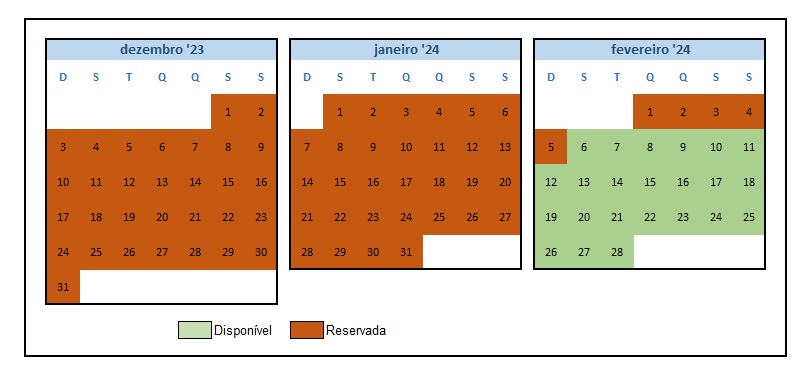 dezembro '23
D S T Q Q S S
1 2
3 4 5 6 7 8 9
10 11 12 13 14 15 16
17 18 19 20 21 22 23
24 25 26 27 28 29 30
31
janeiro '24
D S T Q Q S S
1 2 3 4 5 6
7 8 9 10 11 12 13
14 15 16 17 18 19 20
21 22 23 24 25 26 27
28 29 30 31
fevereiro '24
D S T Q Q S S
1 2 3 4
5 6 7 8 9 10 11
12 13 14 15 16 17 18
19 20 21 22 23 24 25
26 27 28
Disponível
Reservada